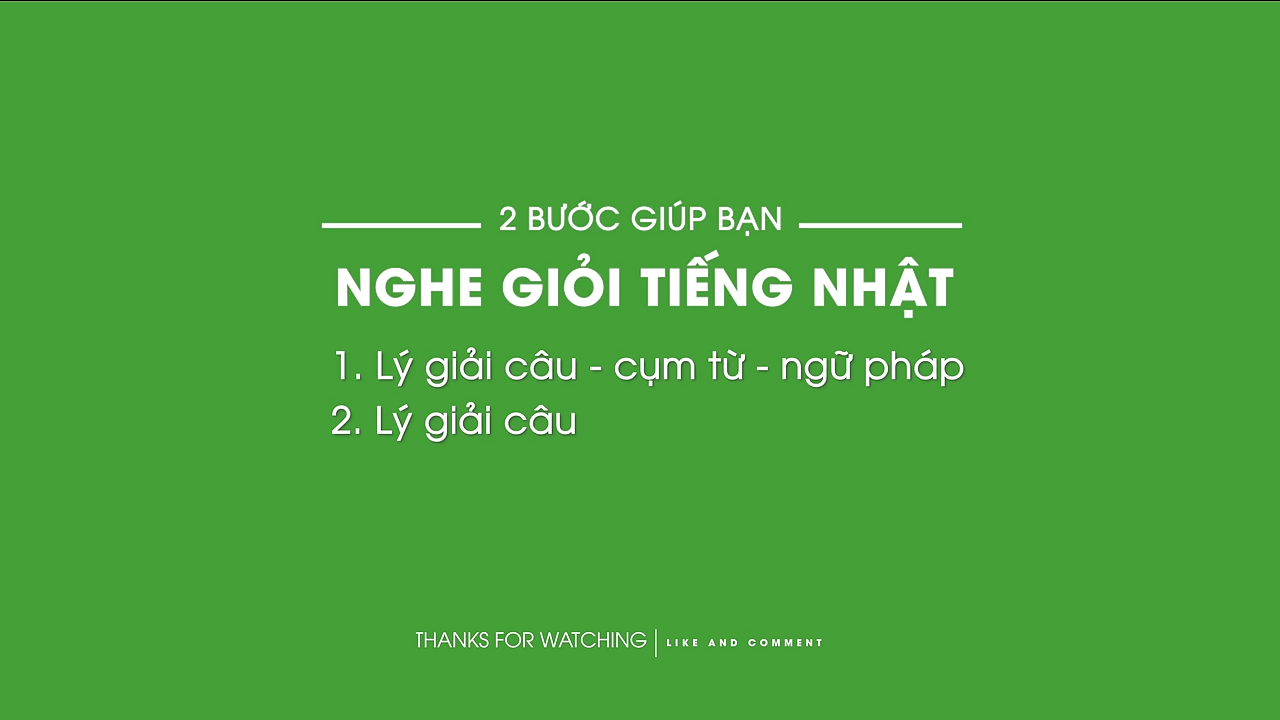 2 BƯỚC GIÚP BẠN
NGHE GIỎI TIẾNG NHẬT
1. Lý giải câu - cụm từ - ngữ pháp
2. Lý giải câu
THANKS FOR WATCHING | LIKE AND COMMENT